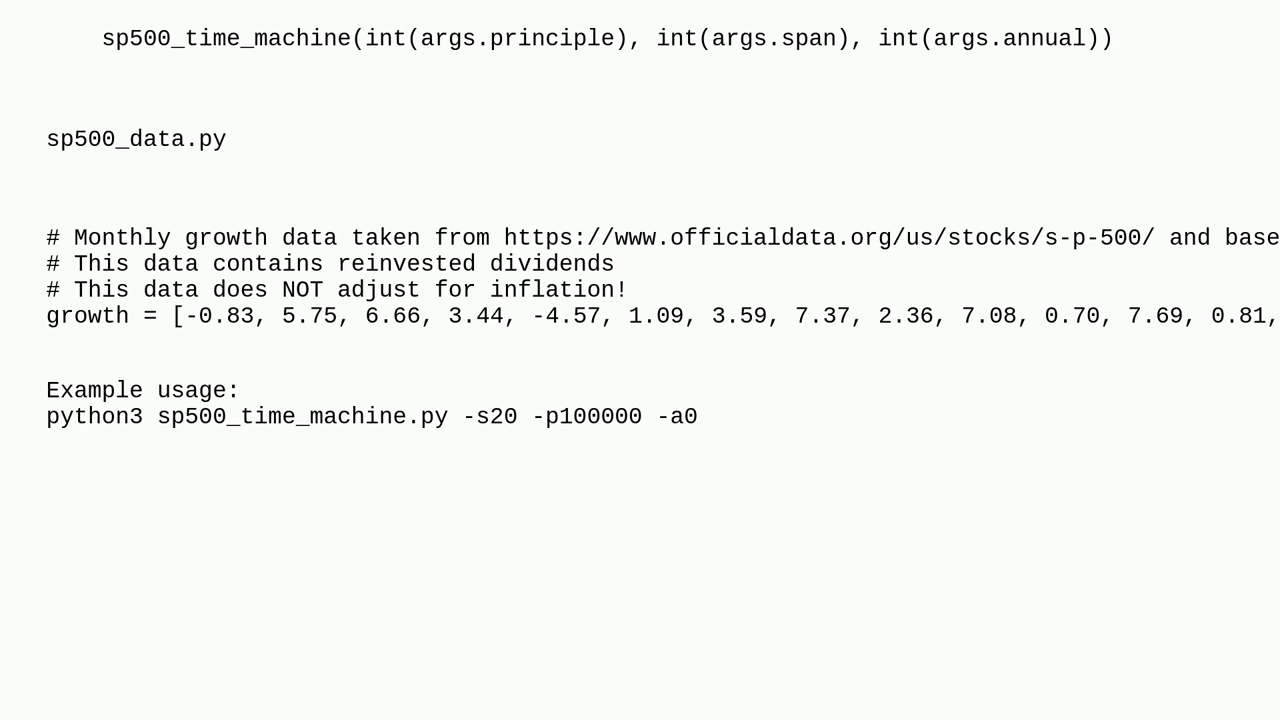 sp500_time_machine(int(args.principle), int(args.span), int(args.annual))
sp500_data.py
# Monthly growth data taken from https://www.officialdata.org/us/stocks/s-p-500/ and base
# This data contains reinvested dividends
# This data does NOT adjust for inflation!
growth = [-0.83, 5.75, 6.66, 3.44, -4.57, 1.09, 3.59, 7.37, 2.36, 7.08, 0.70, 7.69, 0.81,
Example usage:
python3 sp500_time_machine.py -s20 -p100000 -a0